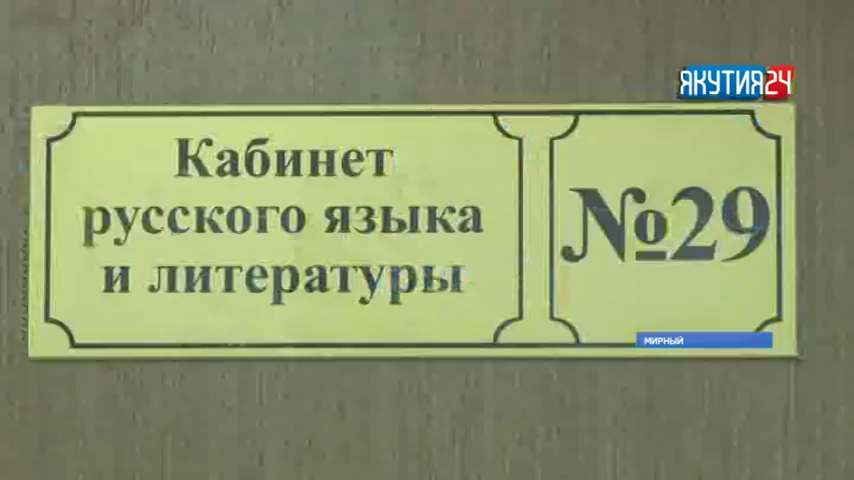 ЯКУТИЯ24
Кабинет
русского языка
и литературы
№29
МИРНЫЙ